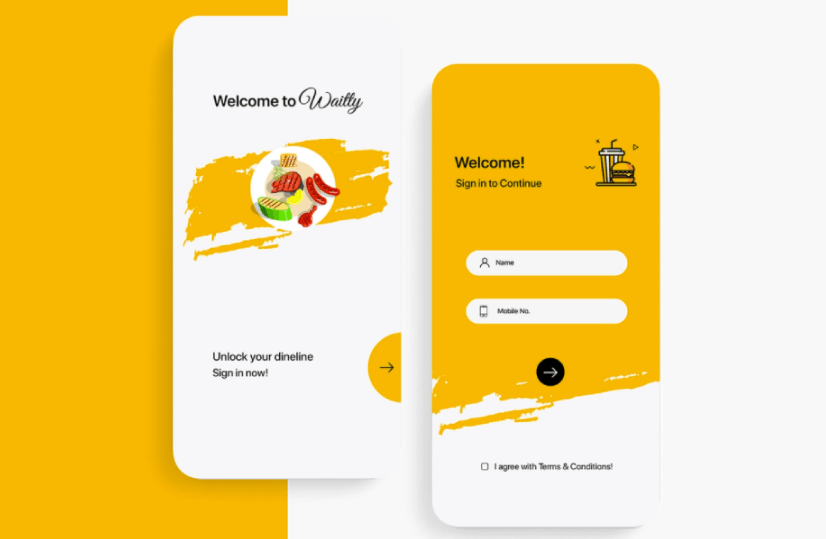 Welcome to Waitty
Unlock your dineline
Sign in now!
Welcome!
Sign in to Continue
Name
Mobile No.
I agree with Terms & Conditions!